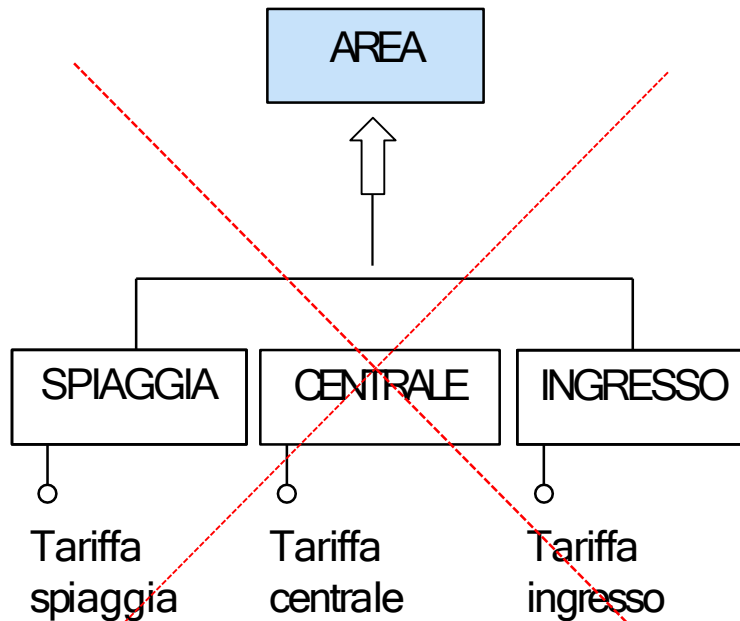 AREA
SPIAGGIA CENTRALE INGRESSO
Tariffa Tariffa Tariffa
spiaggia centrale ingresso